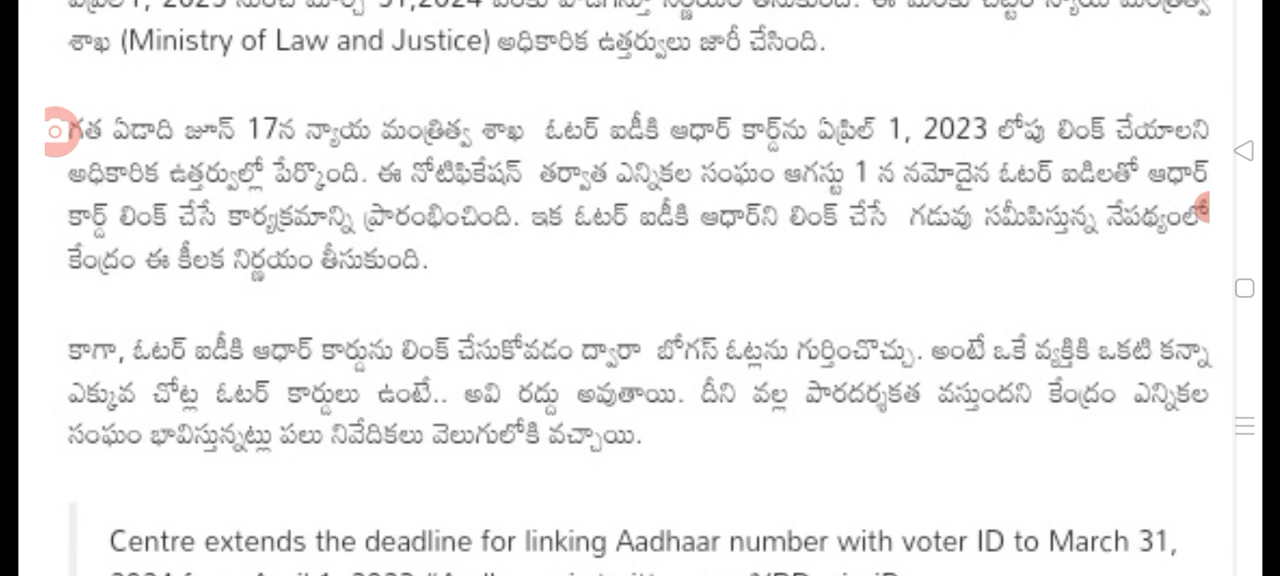 శాఖ (Ministry of Law and Justice) అధికారిక ఉత్తర్వులు జారీ చేసింది.
గత ఏడాది జూన్ 17న న్యాయ మంత్రిత్వ శాఖ ఓటర్ ఐడీకి ఆధార్ కార్డ్‌ను ఏప్రిల్ 1, 2023 లోపు లింక్ చేయాలని
అధికారిక ఉత్తర్వుల్లో పేర్కొంది. ఈ నోటిఫికేషన్ తర్వాత ఎన్నికల సంఘం ఆగస్టు 1 న నమోదైన ఓటర్ ఐడిలతో ఆధార్
కార్డ్ లింక్ చేసే కార్యక్రమాన్ని ప్రారంభించింది. ఇక ఓటర్ ఐడీకి ఆధార్‌ని లింక్ చేసే గడువు సమీపిస్తున్న నేపథ్యంలో
కేంద్రం ఈ కీలక నిర్ణయం తీసుకుంది.
కాగా, ఓటర్ ఐడీకి ఆధార్ కార్డును లింక్ చేసుకోవడం ద్వారా బోగస్ ఓట్లను గుర్తించొచ్చు. అంటే ఒకే వ్యక్తికి ఒకటి కన్నా
ఎక్కువ చోట్ల ఓటర్ కార్డులు ఉంటే.. అవి రద్దు అవుతాయి. దీని వల్ల పారదర్శకత వస్తుందని కేంద్రం ఎన్నికల
సంఘం భావిస్తున్నట్లు పలు నివేదికలు వెలుగులోకి వచ్చాయి.
Centre extends the deadline for linking Aadhaar number with voter ID to March 31,